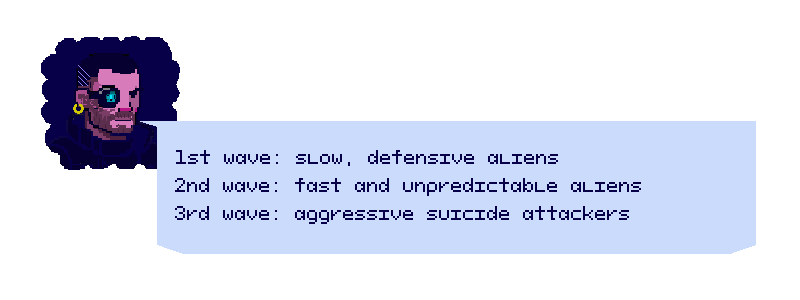 1st wave: slow, defensive aliens
2nd wave: fast and unpredictable aliens
3rd wave: aggressive suicide attackers